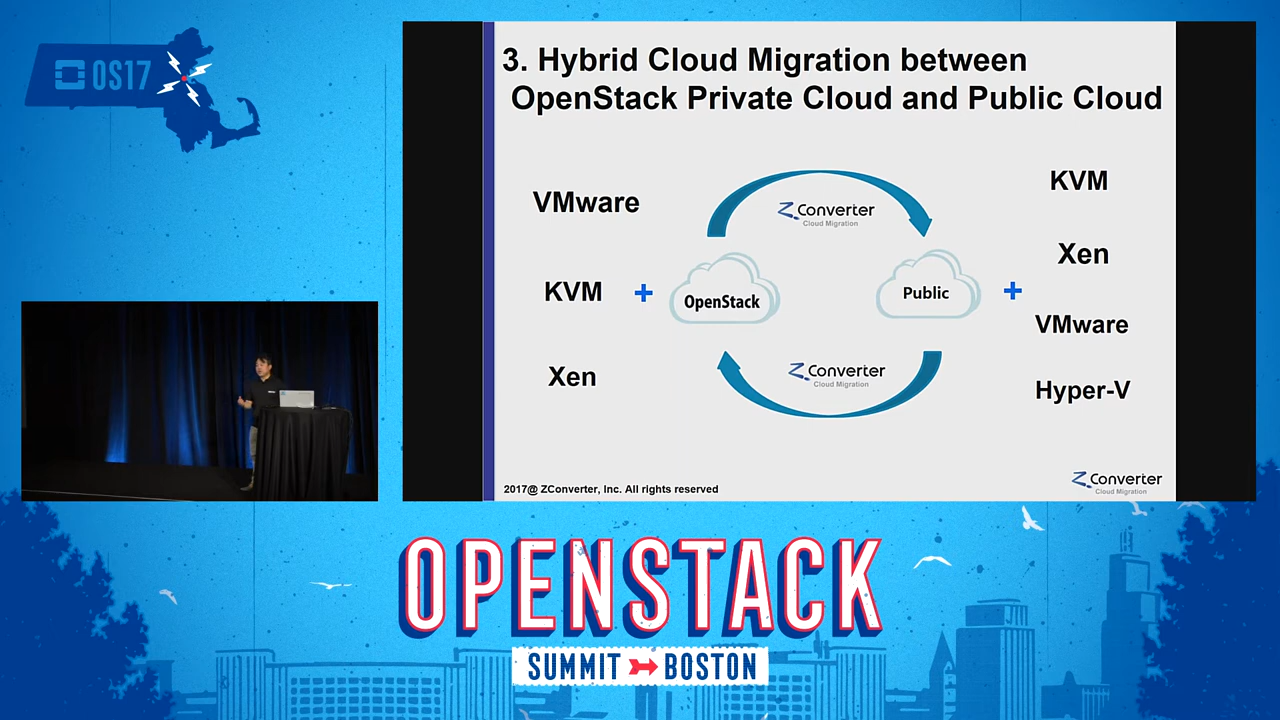 OS17
3. Hybrid Cloud Migration between
OpenStack Private Cloud and Public Cloud
VMware
KVM
Xen
+
ZConverter
Cloud Migration
OpenStack
Public
ZConverter
Cloud Migration
+
KVM
Xen
VMware
Hyper-V
2017@ ZConverter, Inc. All rights reserved
ZConverter
Cloud Migration
OPENSTACK
SUMMIT BOSTON